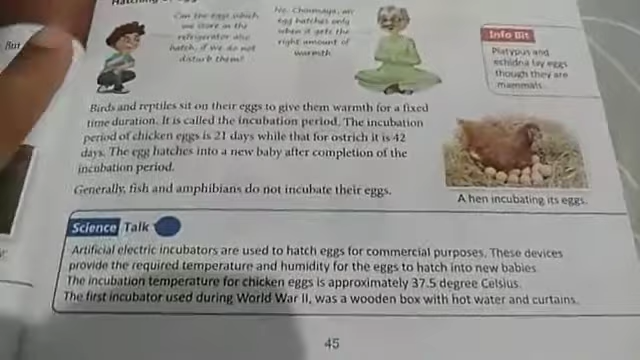 Hatching of egg
But
Can the eggs which
we store in the
refrigerator also
hatch, if we do not
disturb them?
No, Chinmaya, an
egg hatches only
when it gets the
right amount of
warmth.
Info Bit
Platypus and
echidna lay eggs
though they are
mammals.
Birds and reptiles sit on their eggs to give them warmth for a fixed
time duration. It is called the incubation period. The incubation
period of chicken eggs is 21 days while that for ostrich it is 42
days. The egg hatches into a new baby after completion of the
incubation period.
Generally, fish and amphibians do not incubate their eggs.
A hen incubating its eggs.
Science Talk
Artificial electric incubators are used to hatch eggs for commercial purposes. These devices
provide the required temperature and humidity for the eggs to hatch into new babies.
The incubation temperature for chicken eggs is approximately 37.5 degree Celsius.
The first incubator used during World War II, was a wooden box with hot water and curtains.
45